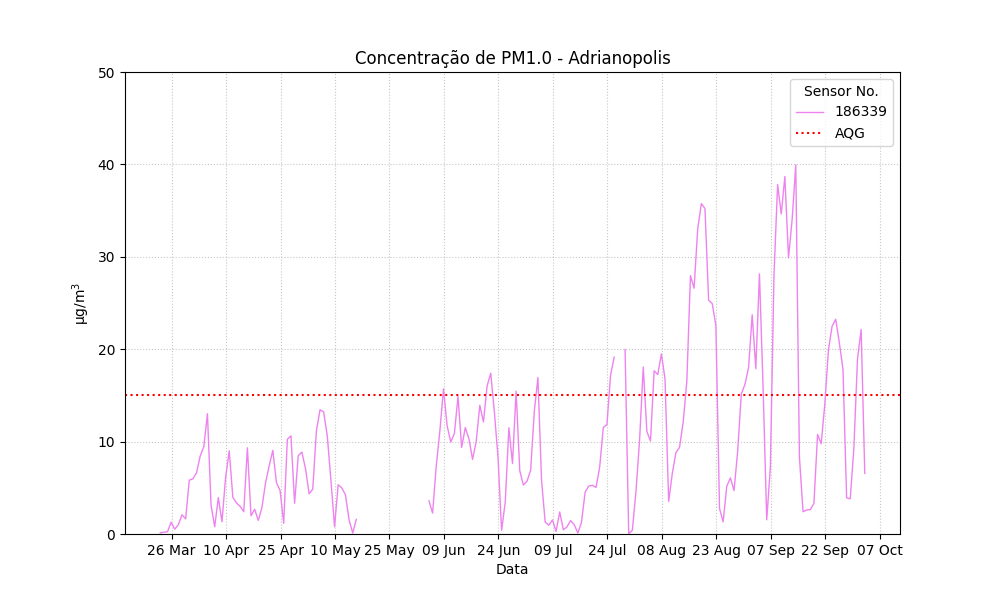 Concentração de PM1.0 - Adrianopolis
Sensor No.
186339
AQG
µg/m³
50
40
30
20
10
0
26 Mar 10 Apr 25 Apr 10 May 25 May 09 Jun 24 Jun 09 Jul 24 Jul 08 Aug 23 Aug 07 Sep 22 Sep 07 Oct
Data